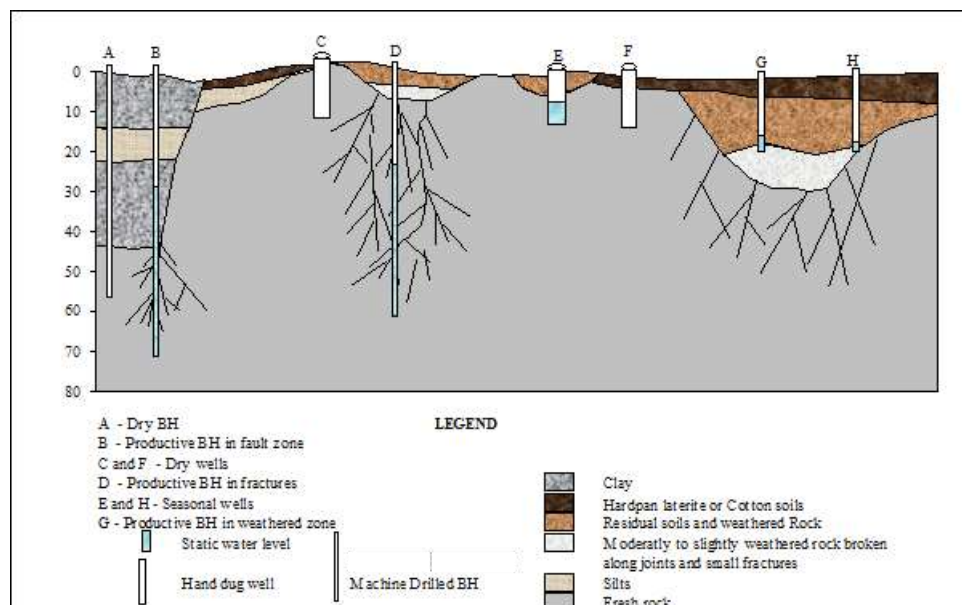 A B C D E F G H
0
10
20
30
40
50
60
70
80
A - Dry BH
B - Productive BH in fault zone
C and F - Dry wells
D - Productive BH in fractures
E and H - Seasonal wells
G - Productive BH in weathered zone
Static water level
Hand dug well
Machine Drilled BH
LEGEND
Clay
Hardpan laterite or Cotton soils
Residual soils and weathered Rock
Moderatly to slightly weathered rock broken
along joints and small fractures
Silts
Fresh rock